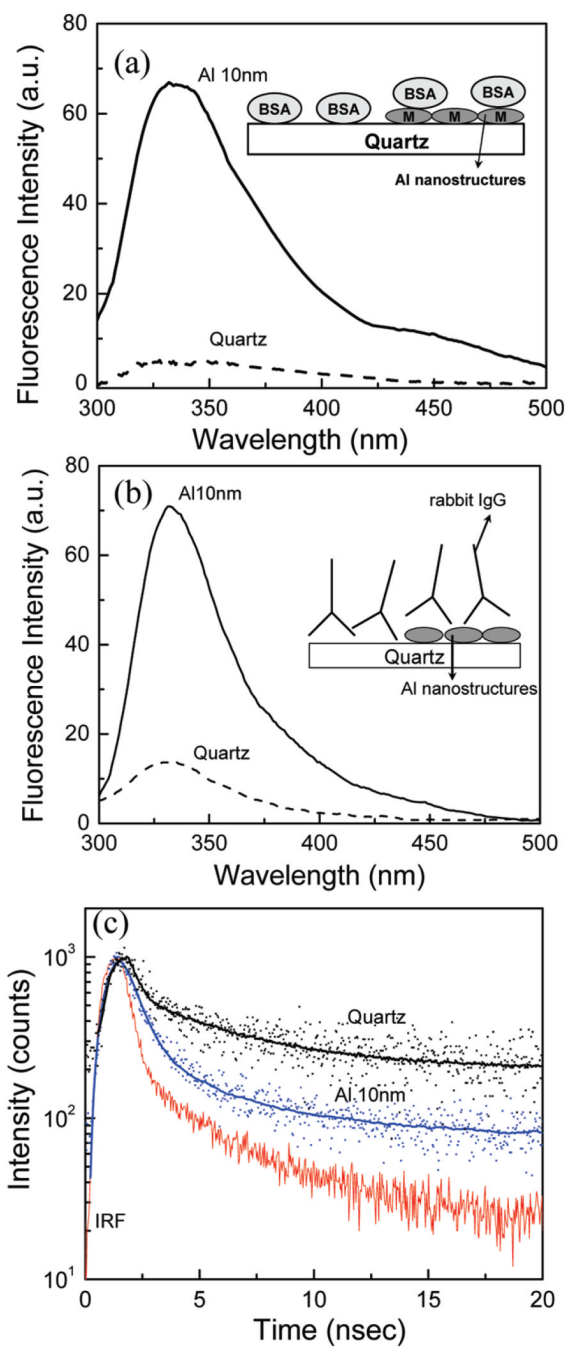 (a)
Al 10nm
BSA
BSA
BSA
BSA
M
M
M
Quartz
Al nanostructures
Quartz
Fluorescence Intensity (a.u.)
80
60
40
20
0
300
350
400
450
500
Wavelength (nm)
(b)
Al10nm
rabbit IgG
Quartz
Al nanostructures
Quartz
Fluorescence Intensity (a.u.)
80
60
40
20
0
300
350
400
450
500
Wavelength (nm)
(c)
Quartz
Al 10nm
IRF
Intensity (counts)
10³
10²
10¹
0
5
10
15
20
Time (nsec)